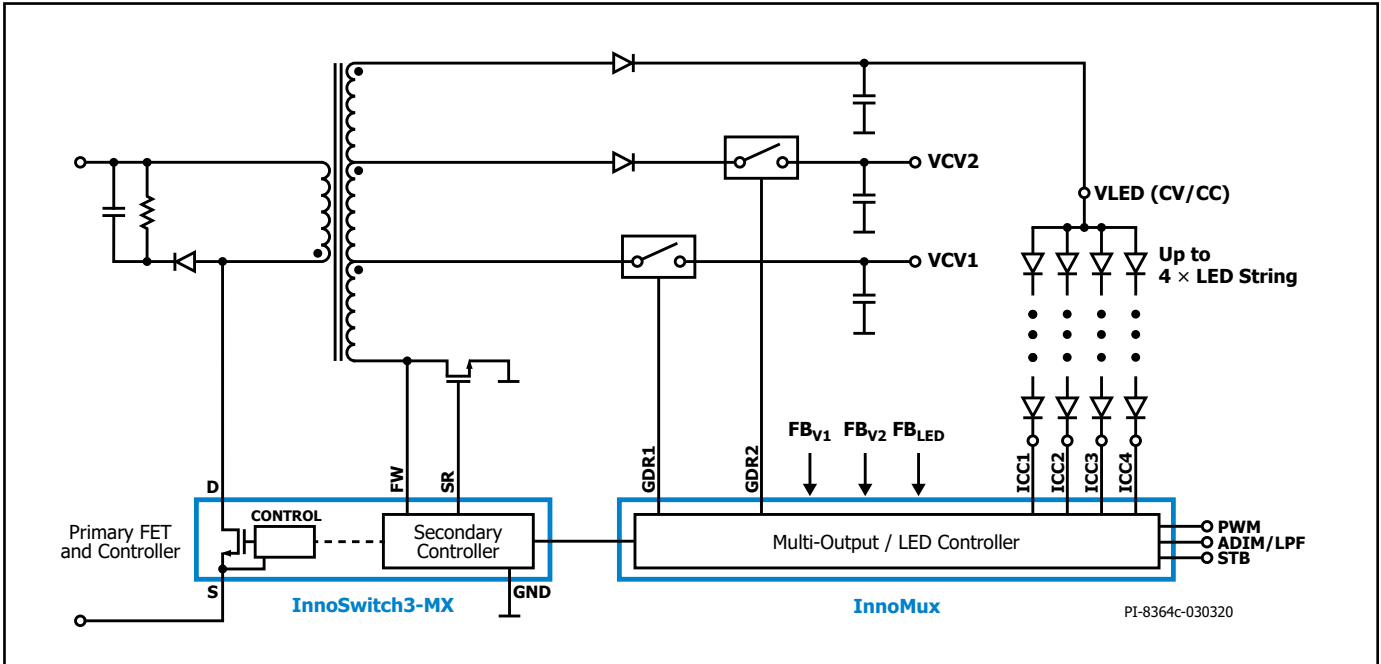 VCV2
VLED (CV/CC)
VCV1
Up to
4 × LED String
FBV1 FBV2 FBLED
D
FW
SR
GDR1
GDR2
ICC1
ICC2
ICC3
ICC4
Primary FET
and Controller
CONTROL
Secondary
Controller
Multi-Output / LED Controller
PWM
ADIM/LPF
STB
S
GND
InnoSwitch3-MX
InnoMux
PI-8364c-030320